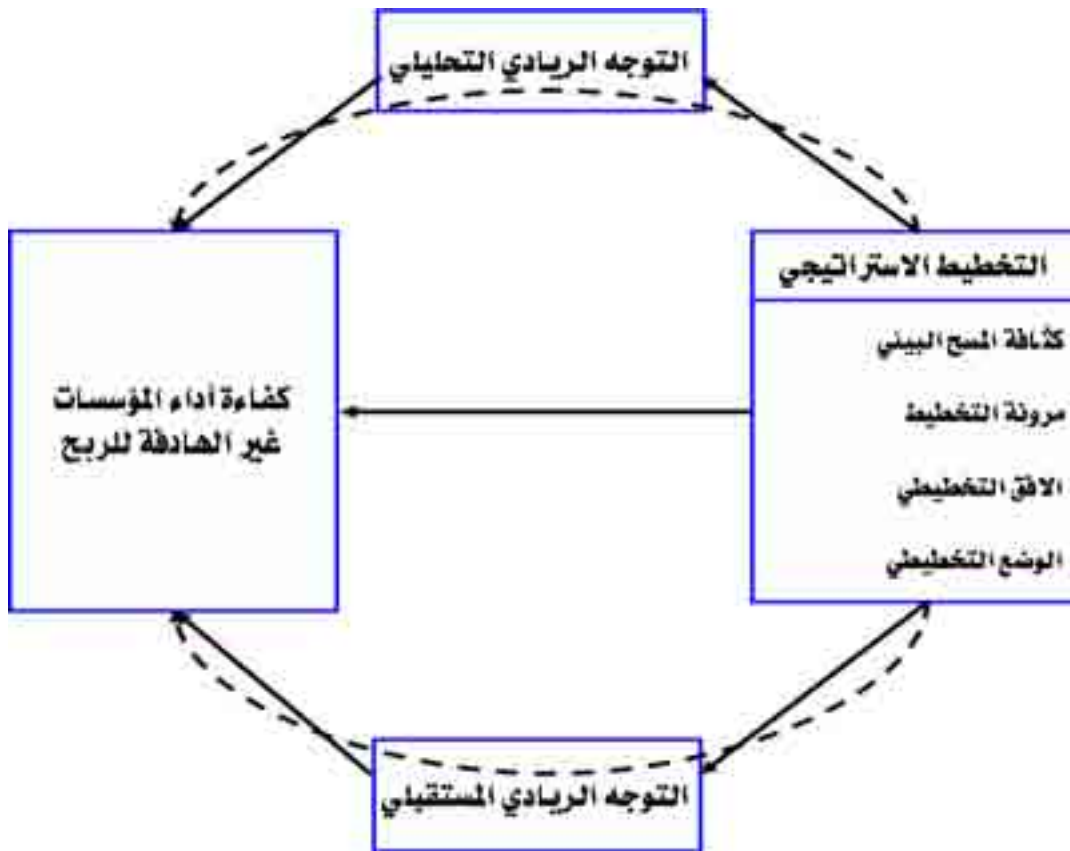 التوجه الريادي التحليلي
التخطيط الاستراتيجي
كثافة المسح البيئي
مرونة التخطيط
الافق التخطيطي
الوضع التخطيطي
كفاءة أداء المؤسسات
غير الهادفة للربح
التوجه الريادي المستقبلي